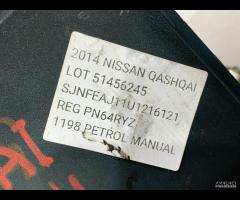 2014 NISSAN QASHQAI
LOT 51456245
SJNFEAJ11U1216121
REG PN64RYZ
1198 PETROL MANUAL